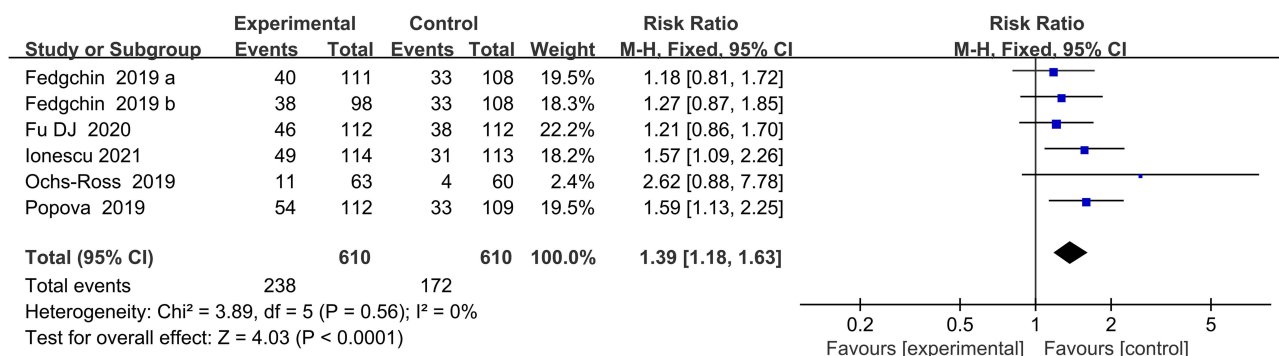 Experimental Control Risk Ratio Risk Ratio
Study or Subgroup Events Total Events Total Weight M-H, Fixed, 95% CI M-H, Fixed, 95% CI
Fedgchin 2019 a 40 111 33 108 19.5% 1.18 [0.81, 1.72]
Fedgchin 2019 b 38 98 33 108 18.3% 1.27 [0.87, 1.85]
Fu DJ 2020 46 112 38 112 22.2% 1.21 [0.86, 1.70]
Ionescu 2021 49 114 31 113 18.2% 1.57 [1.09, 2.26]
Ochs-Ross 2019 11 63 4 60 2.4% 2.62 [0.88, 7.78]
Popova 2019 54 112 33 109 19.5% 1.59 [1.13, 2.25]
Total (95% CI) 610 610 100.0% 1.39 [1.18, 1.63]
Total events 238 172
Heterogeneity: Chi² = 3.89, df = 5 (P = 0.56); I² = 0%
Test for overall effect: Z = 4.03 (P < 0.0001)
0.2 0.5 1 2 5
Favours [experimental] Favours [control]